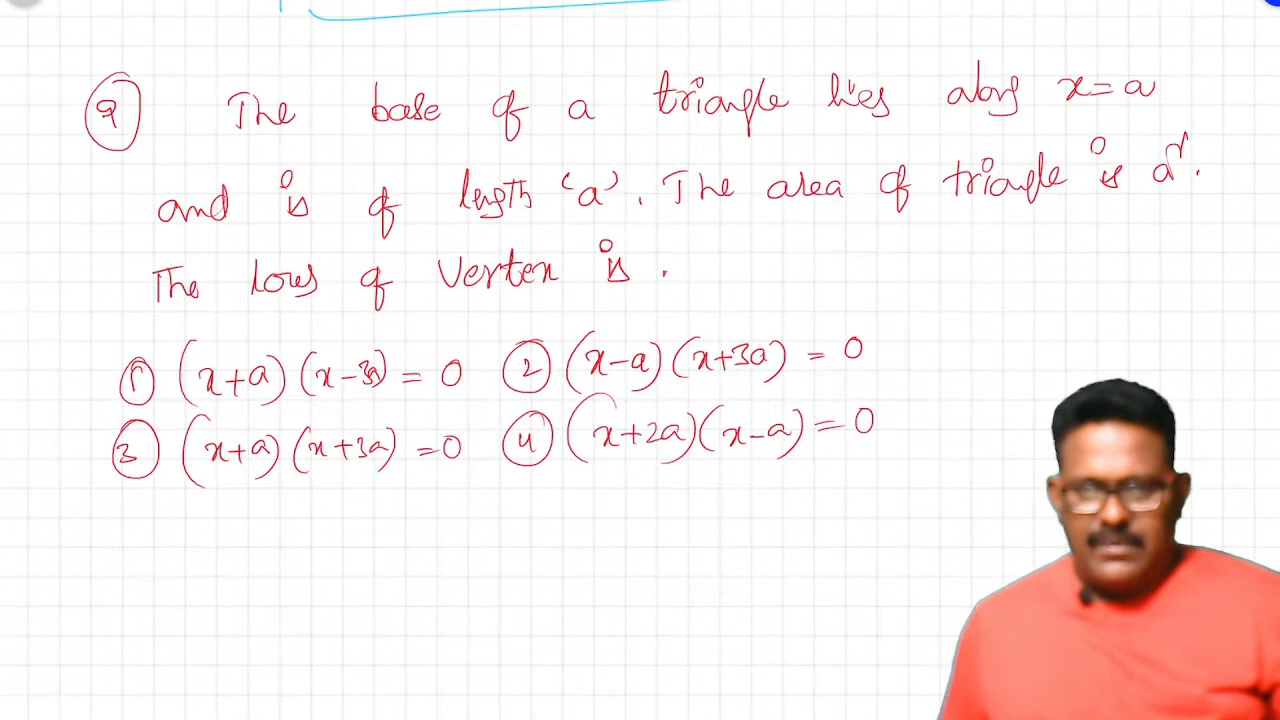 Q The base of a triangle lies along x=a
and is of length 'a'. The area of triangle is a².
The locus of vertex is.
① (x+a)(x-3a) = 0 ② (x-a)(x+3a) = 0
③ (x+a)(x+3a) =0 ④ (x+2a)(x-a)=0